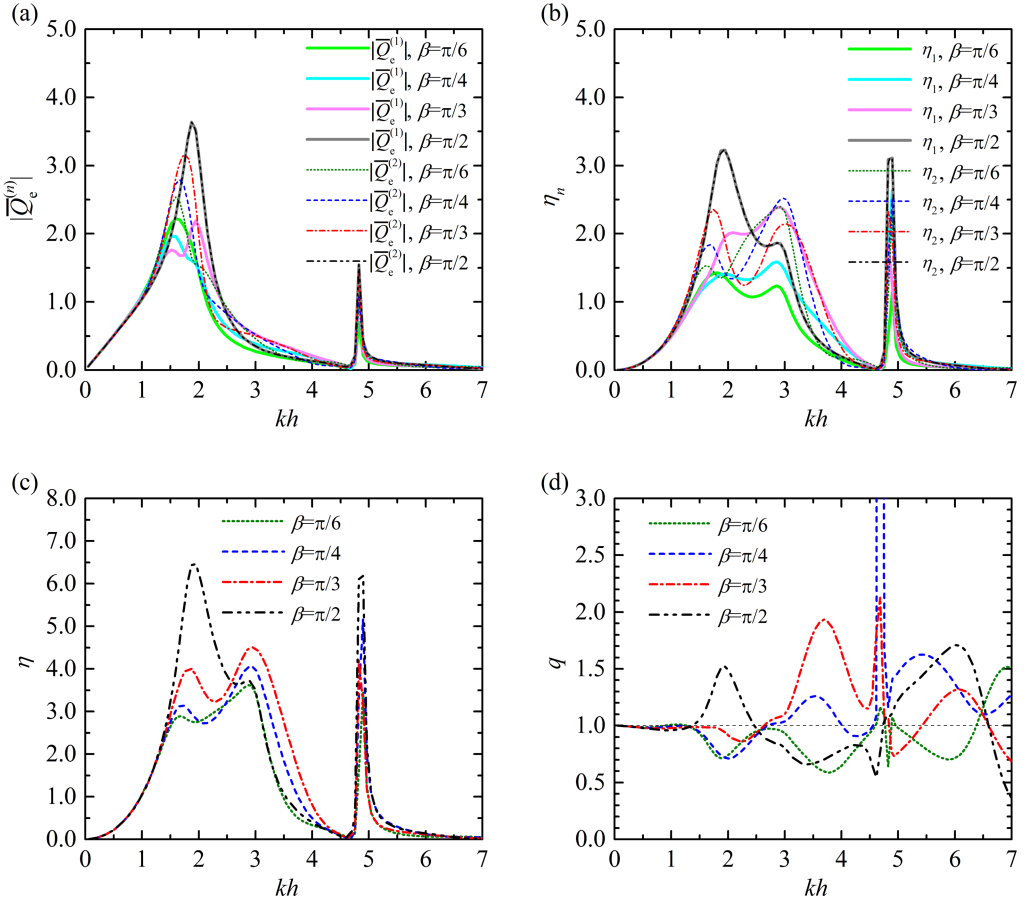 (a)
5.0
4.0
3.0
2.0
1.0
0.0
|Q̅ₑ⁽ⁿ⁾|
|Q̅ₑ⁽¹⁾|, β=π/6
|Q̅ₑ⁽¹⁾|, β=π/4
|Q̅ₑ⁽¹⁾|, β=π/3
|Q̅ₑ⁽¹⁾|, β=π/2
|Q̅ₑ⁽²⁾|, β=π/6
|Q̅ₑ⁽²⁾|, β=π/4
|Q̅ₑ⁽²⁾|, β=π/3
|Q̅ₑ⁽²⁾|, β=π/2
0 1 2 3 4 5 6 7
kh
(b)
5.0
4.0
3.0
2.0
1.0
0.0
ηₙ
η₁, β=π/6
η₁, β=π/4
η₁, β=π/3
η₁, β=π/2
η₂, β=π/6
η₂, β=π/4
η₂, β=π/3
η₂, β=π/2
0 1 2 3 4 5 6 7
kh
(c)
8.0
7.0
6.0
5.0
4.0
3.0
2.0
1.0
0.0
η
β=π/6
β=π/4
β=π/3
β=π/2
0 1 2 3 4 5 6 7
kh
(d)
3.0
2.5
2.0
1.5
1.0
0.5
0.0
q
β=π/6
β=π/4
β=π/3
β=π/2
0 1 2 3 4 5 6 7
kh